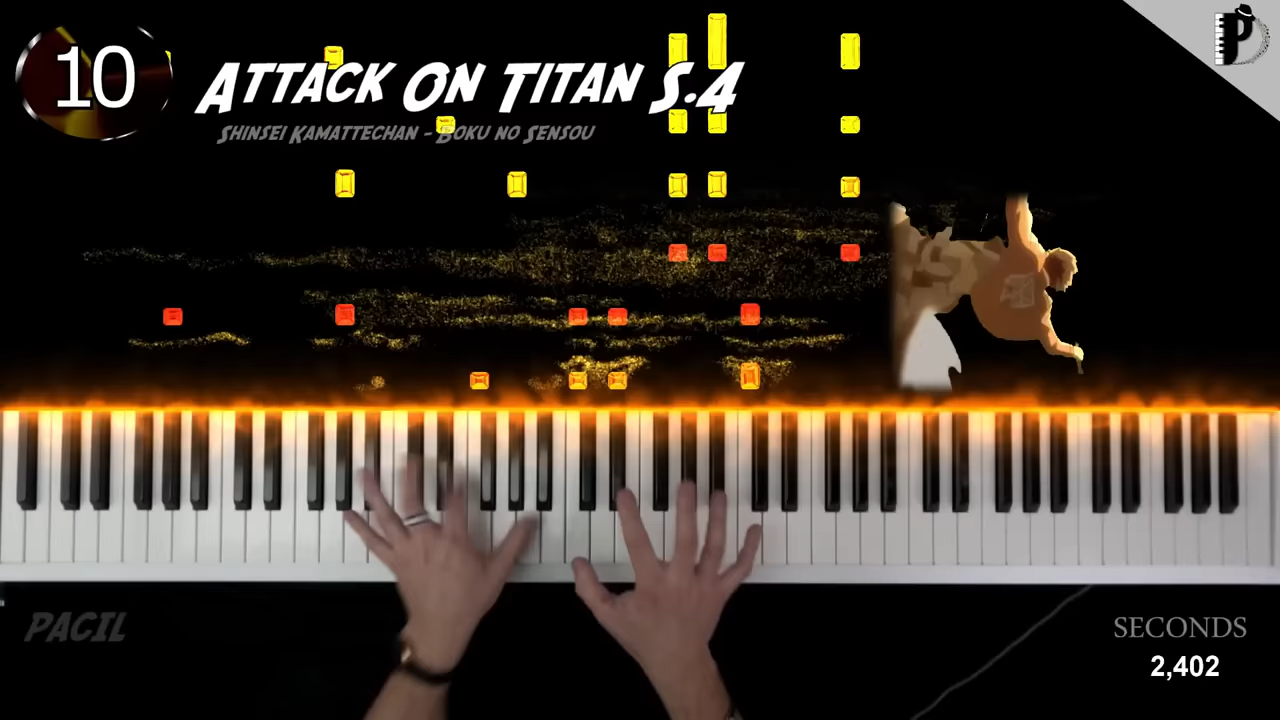 10
Attack On Titan S.4
Shinsei Kamattechan - Boku no Sensou
P
PACIL
SECONDS
2,402